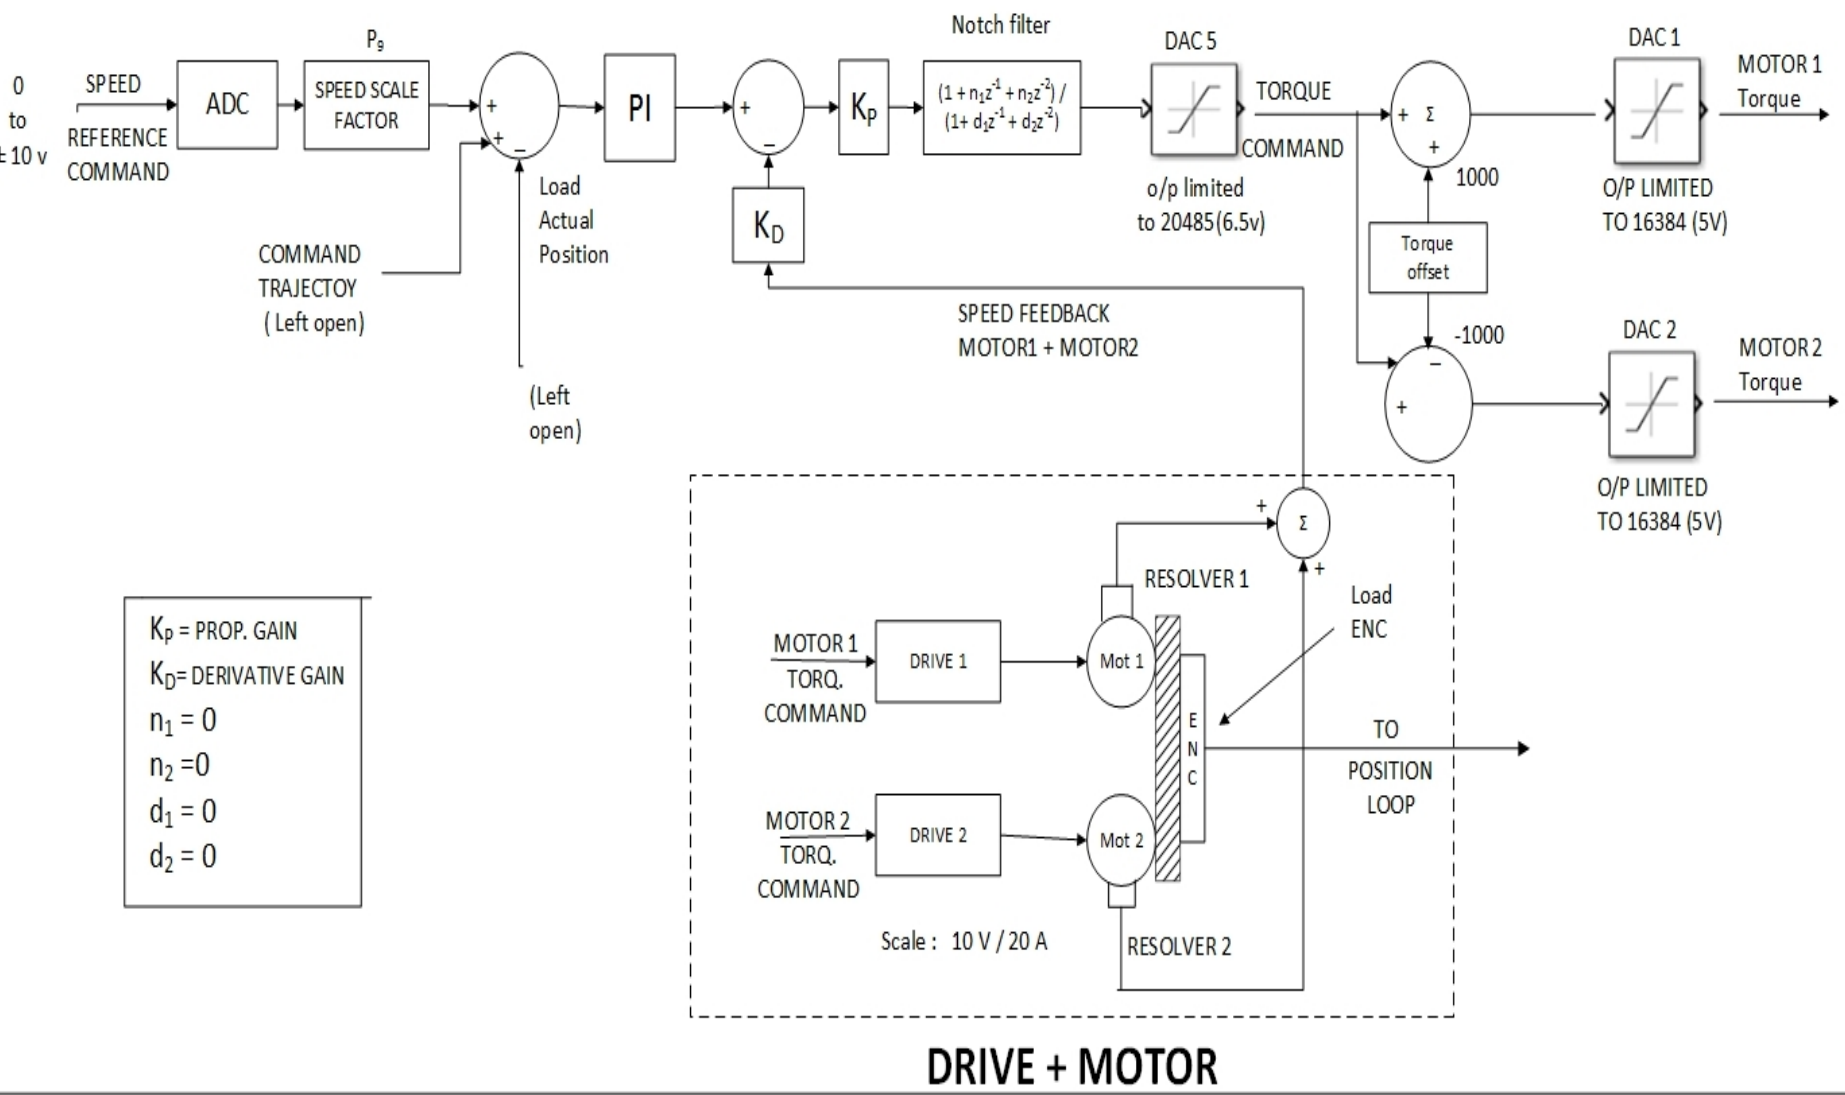 Notch filter
P9
DAC 5
DAC 1
0
to
± 10 v
SPEED
REFERENCE
COMMAND
ADC
SPEED SCALE
FACTOR
+
+
−
PI
+
−
KP
(1 + n1z-1 + n2z-2) /
(1+ d1z-1 + d2z-2)
TORQUE
COMMAND
+
Σ
+
MOTOR 1
Torque
o/p limited
to 20485(6.5v)
1000
O/P LIMITED
TO 16384 (5V)
Load
Actual
Position
KD
Torque
offset
COMMAND
TRAJECTOY
( Left open)
SPEED FEEDBACK
MOTOR1 + MOTOR2
-1000
DAC 2
−
+
MOTOR 2
Torque
(Left
open)
O/P LIMITED
TO 16384 (5V)
+
Σ
+
RESOLVER 1
Load
ENC
MOTOR 1
TORQ.
COMMAND
DRIVE 1
Mot 1
E
N
C
TO
POSITION
LOOP
MOTOR 2
TORQ.
COMMAND
DRIVE 2
Mot 2
Scale : 10 V / 20 A
RESOLVER 2
KP = PROP. GAIN
KD= DERIVATIVE GAIN
n1 = 0
n2 =0
d1 = 0
d2 = 0
DRIVE + MOTOR